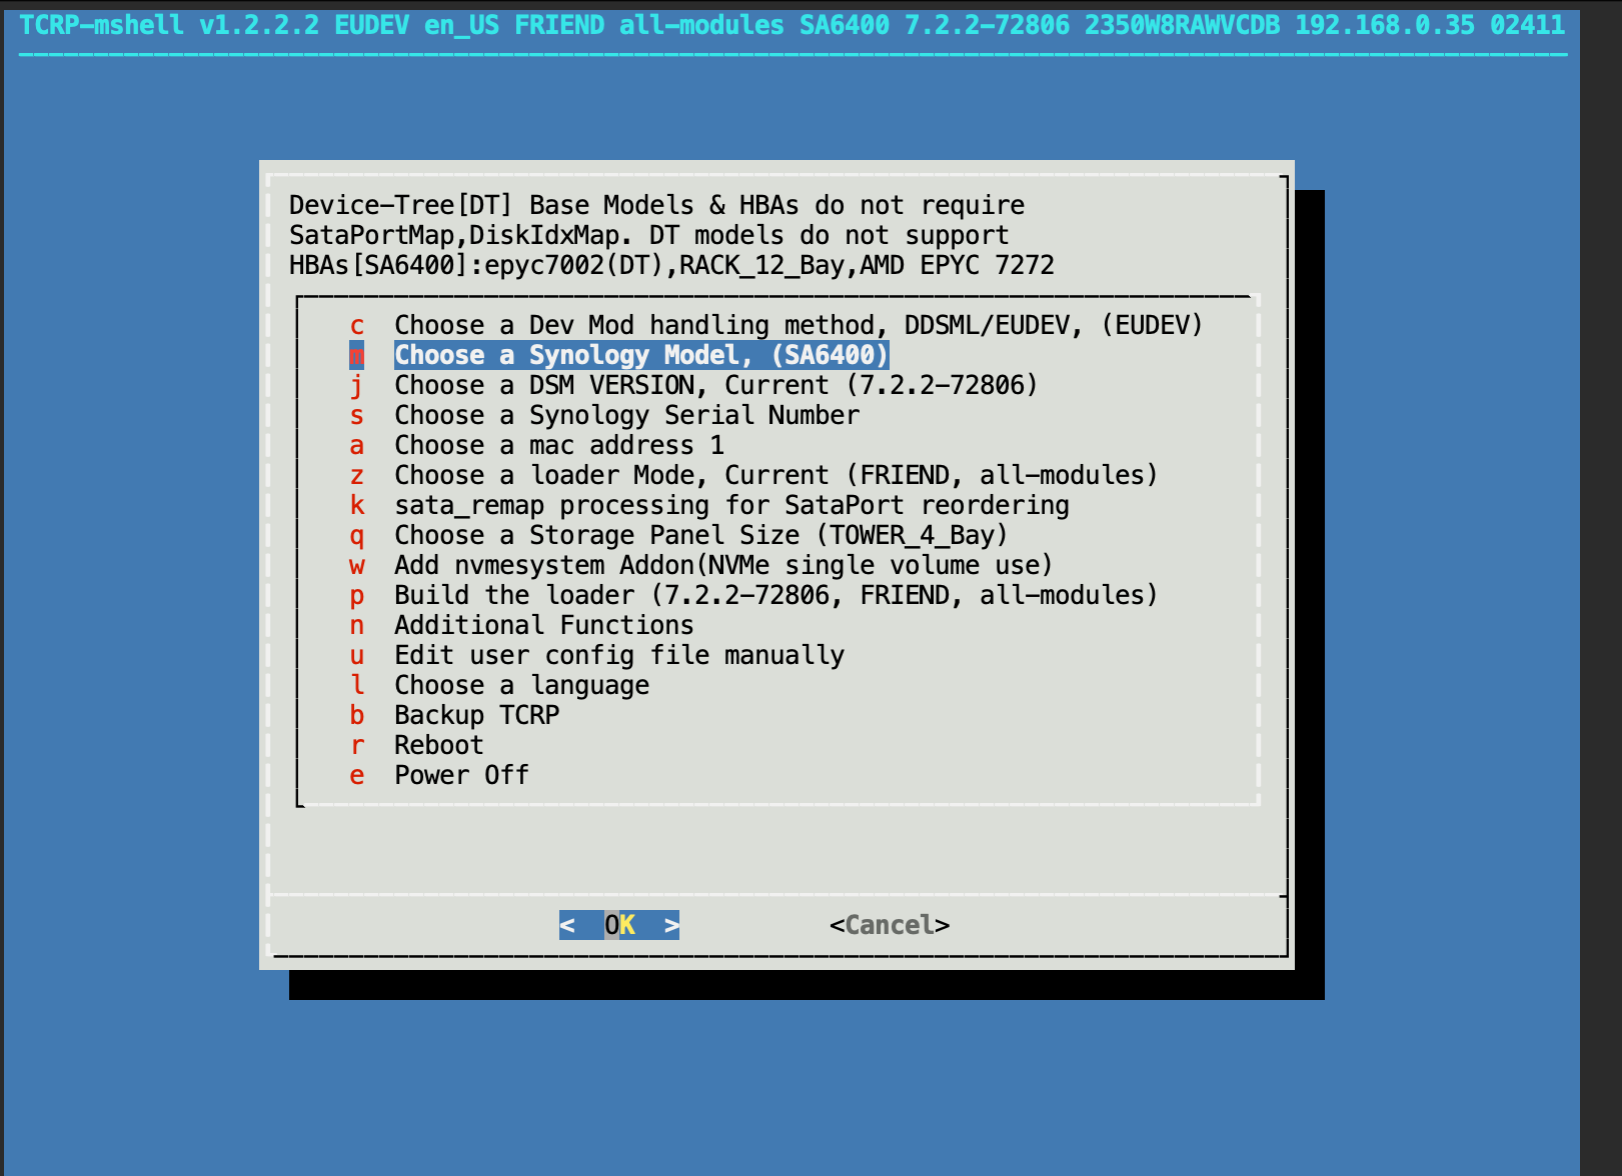 TCRP-mshell v1.2.2.2 EUDEV en_US FRIEND all-modules SA6400 7.2.2-72806 2350W8RAWVCDB 192.168.0.35 02411
Device-Tree[DT] Base Models & HBAs do not require
SataPortMap,DiskIdxMap. DT models do not support
HBAs[SA6400]:epyc7002(DT),RACK_12_Bay,AMD EPYC 7272
c Choose a Dev Mod handling method, DDSML/EUDEV, (EUDEV)
m Choose a Synology Model, (SA6400)
j Choose a DSM VERSION, Current (7.2.2-72806)
s Choose a Synology Serial Number
a Choose a mac address 1
z Choose a loader Mode, Current (FRIEND, all-modules)
k sata_remap processing for SataPort reordering
q Choose a Storage Panel Size (TOWER_4_Bay)
w Add nvmesystem Addon(NVMe single volume use)
p Build the loader (7.2.2-72806, FRIEND, all-modules)
n Additional Functions
u Edit user config file manually
l Choose a language
b Backup TCRP
r Reboot
e Power Off
< OK > <Cancel>